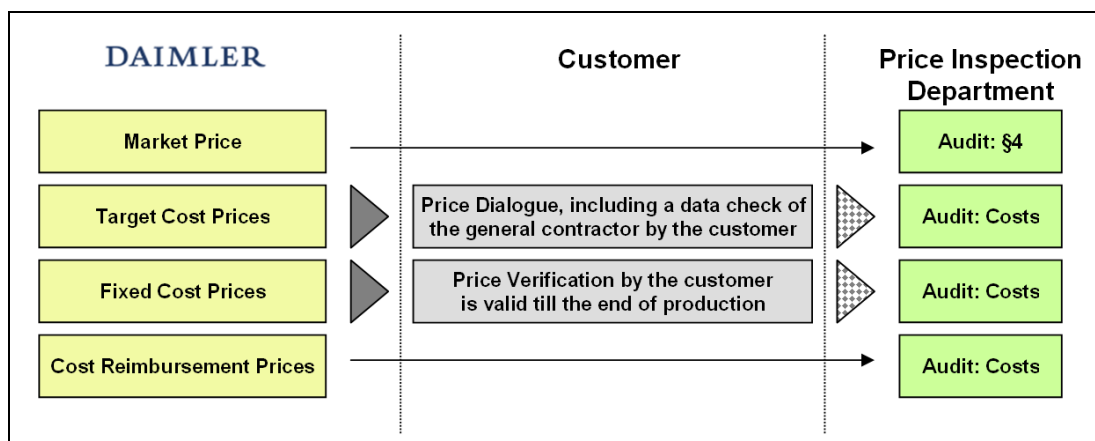 DAIMLER
Customer
Price Inspection
Department
Market Price
Audit: §4
Target Cost Prices
Price Dialogue, including a data check of
the general contractor by the customer
Audit: Costs
Fixed Cost Prices
Price Verification by the customer
is valid till the end of production
Audit: Costs
Cost Reimbursement Prices
Audit: Costs